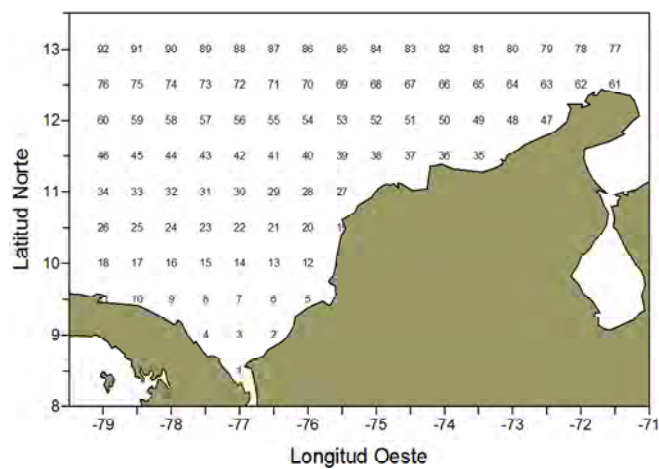 13 92 91 90 89 88 87 86 85 84 83 82 81 80 79 78 77
76 75 74 73 72 71 70 69 68 67 66 65 64 63 62 61
12 60 59 58 57 56 55 54 53 52 51 50 49 48 47
46 45 44 43 42 41 40 39 38 37 36 35
11 34 33 32 31 30 29 28 27
26 25 24 23 22 21 20
10 18 17 16 15 14 13 12
10 9 8 7 6 5
9 4 3 2
1
8
Latitud Norte
-79 -78 -77 -76 -75 -74 -73 -72 -71
Longitud Oeste